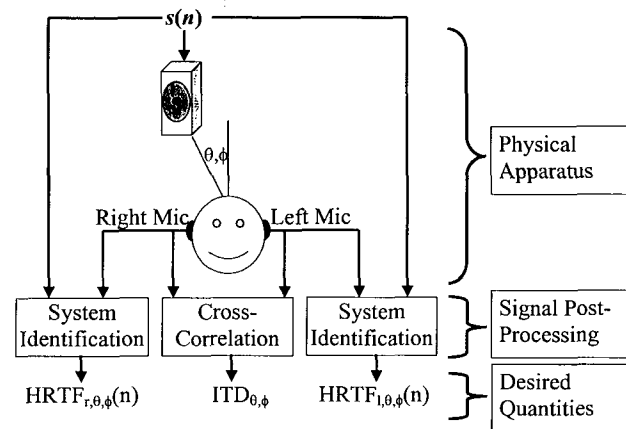 s(n)
θ,ϕ
Physical
Apparatus
Right Mic
Left Mic
System
Identification
Cross-
Correlation
System
Identification
Signal Post-
Processing
HRTFr,θ,ϕ(n)
ITDθ,ϕ
HRTFl,θ,ϕ(n)
Desired
Quantities